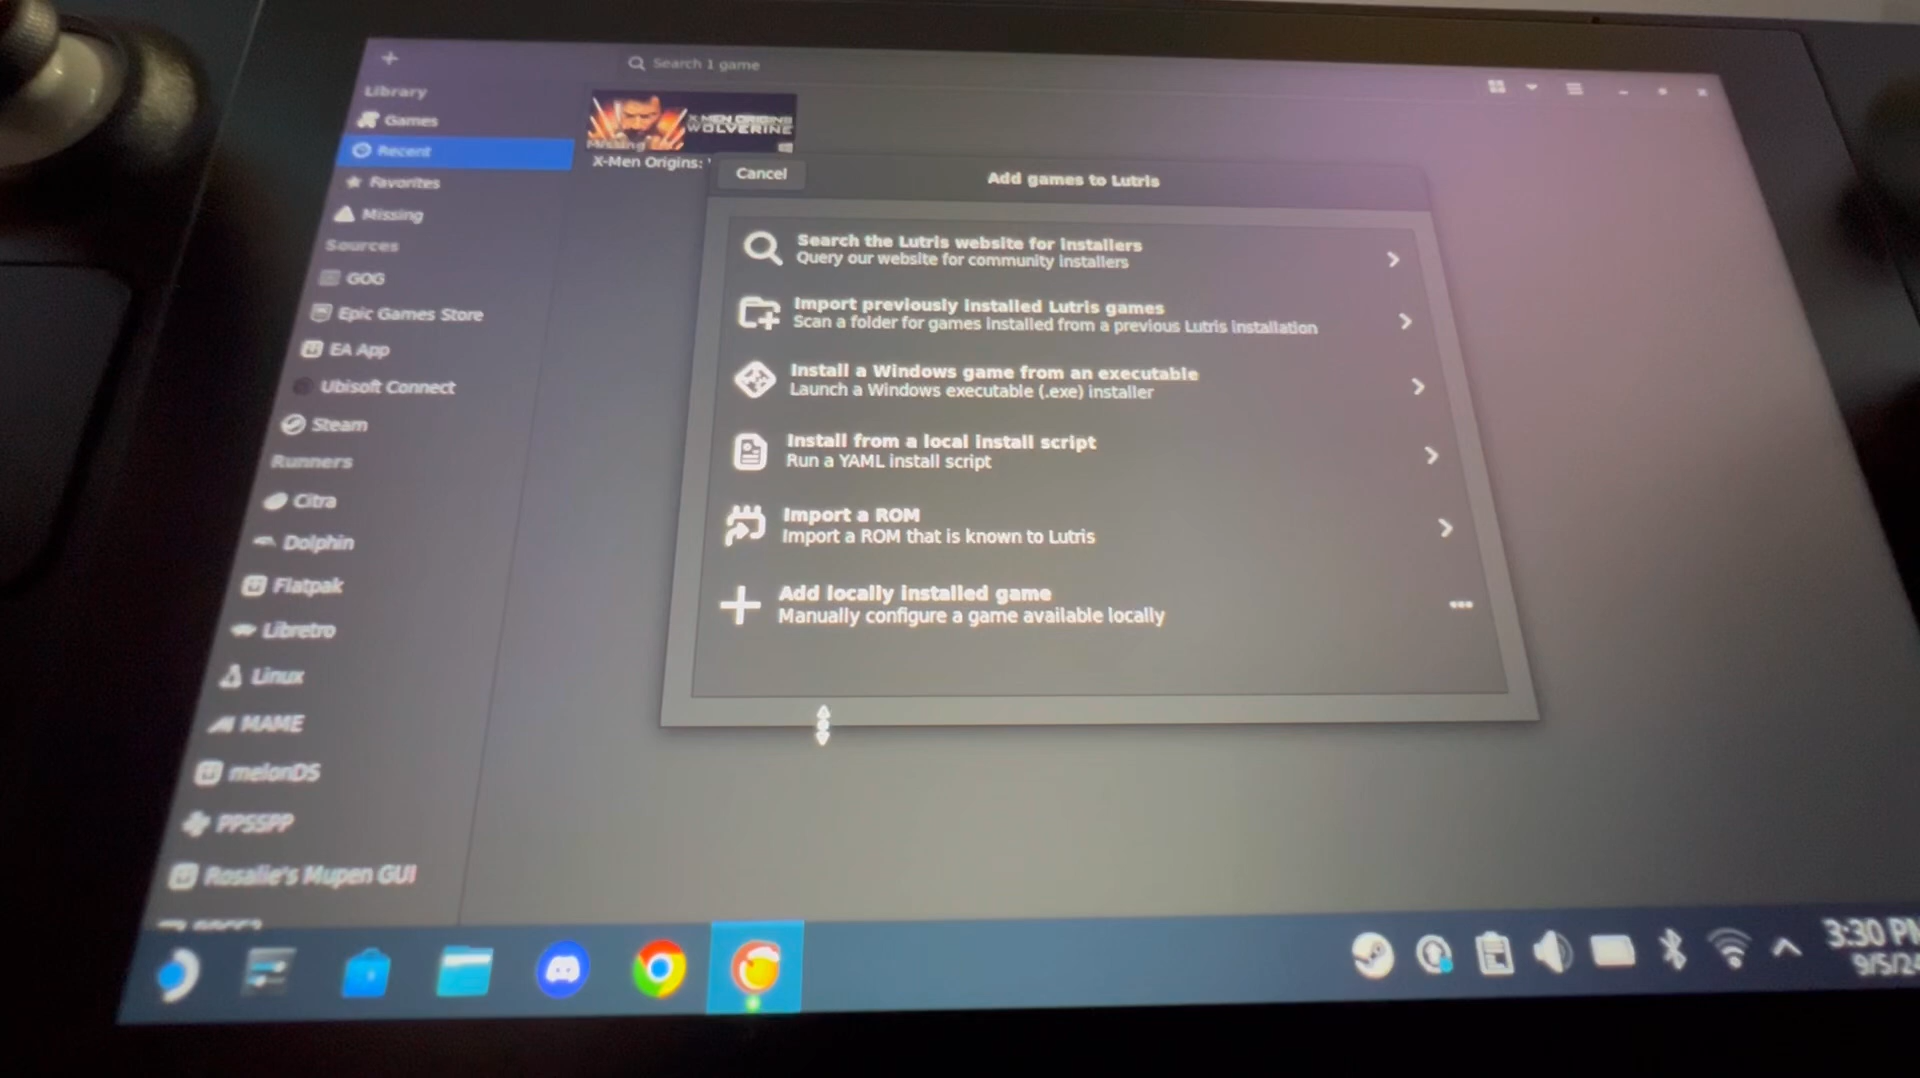 Search 1 game
Library
Games
Recent
Favorites
Missing
Sources
GOG
Epic Games Store
EA App
Ubisoft Connect
Steam
Runners
Citra
Dolphin
Flatpak
Libretro
Linux
MAME
melonDS
PPSSPP
Rosalie's Mupen GUI
X-MEN ORIGINS
WOLVERINE
Missing
X-Men Origins:
Cancel
Add games to Lutris
Search the Lutris website for installers
Query our website for community installers
Import previously installed Lutris games
Scan a folder for games installed from a previous Lutris installation
Install a Windows game from an executable
Launch a Windows executable (.exe) installer
Install from a local install script
Run a YAML install script
Import a ROM
Import a ROM that is known to Lutris
Add locally installed game
Manually configure a game available locally
3:30 PM
9/5/24